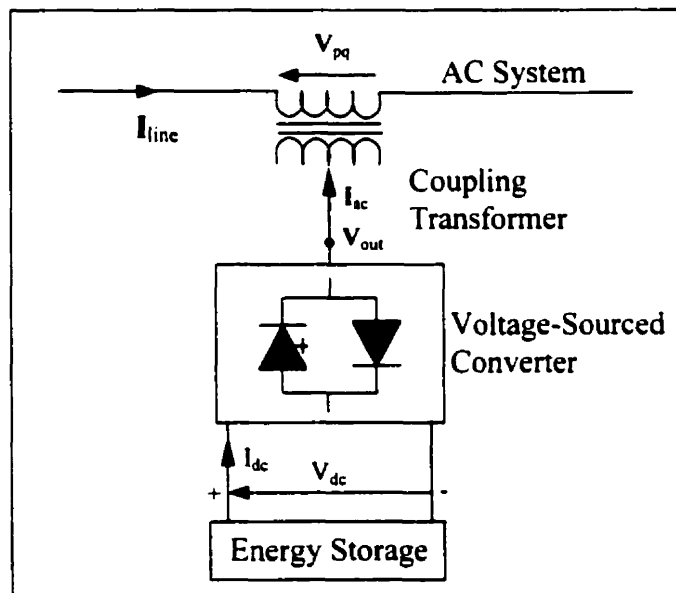 V_pq
AC System
I_line
Coupling
Transformer
I_ac
V_out
Voltage-Sourced
Converter
+
I_dc
V_dc
+
-
Energy Storage